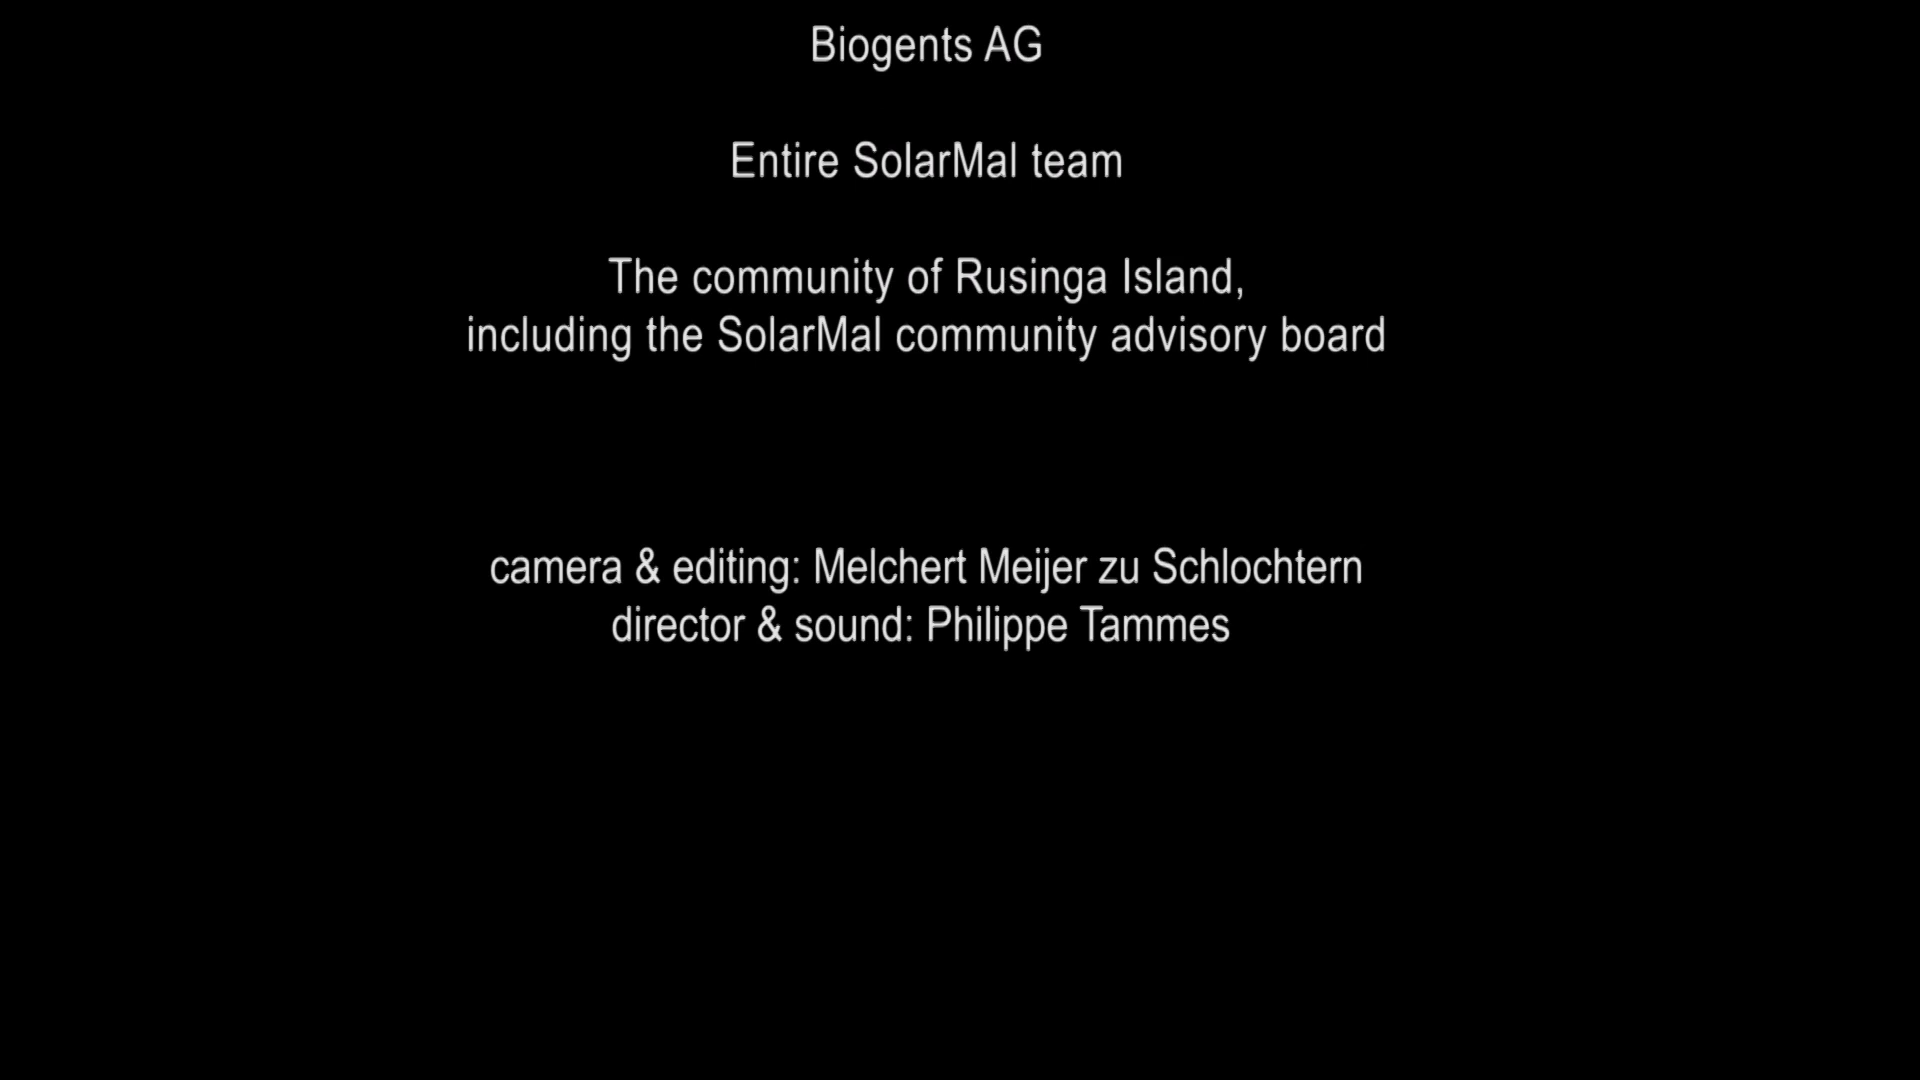 Biogents AG
Entire SolarMal team
The community of Rusinga Island,
including the SolarMal community advisory board
camera & editing: Melchert Meijer zu Schlochtern
director & sound: Philippe Tammes